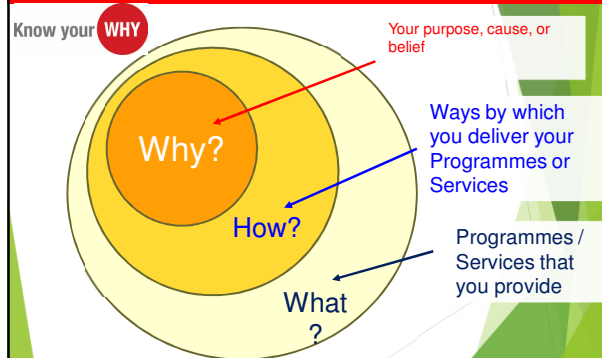 Know your WHY
Your purpose, cause, or
belief
Why?
Ways by which
you deliver your
Programmes or
Services
How?
Programmes /
Services that
you provide
What
?